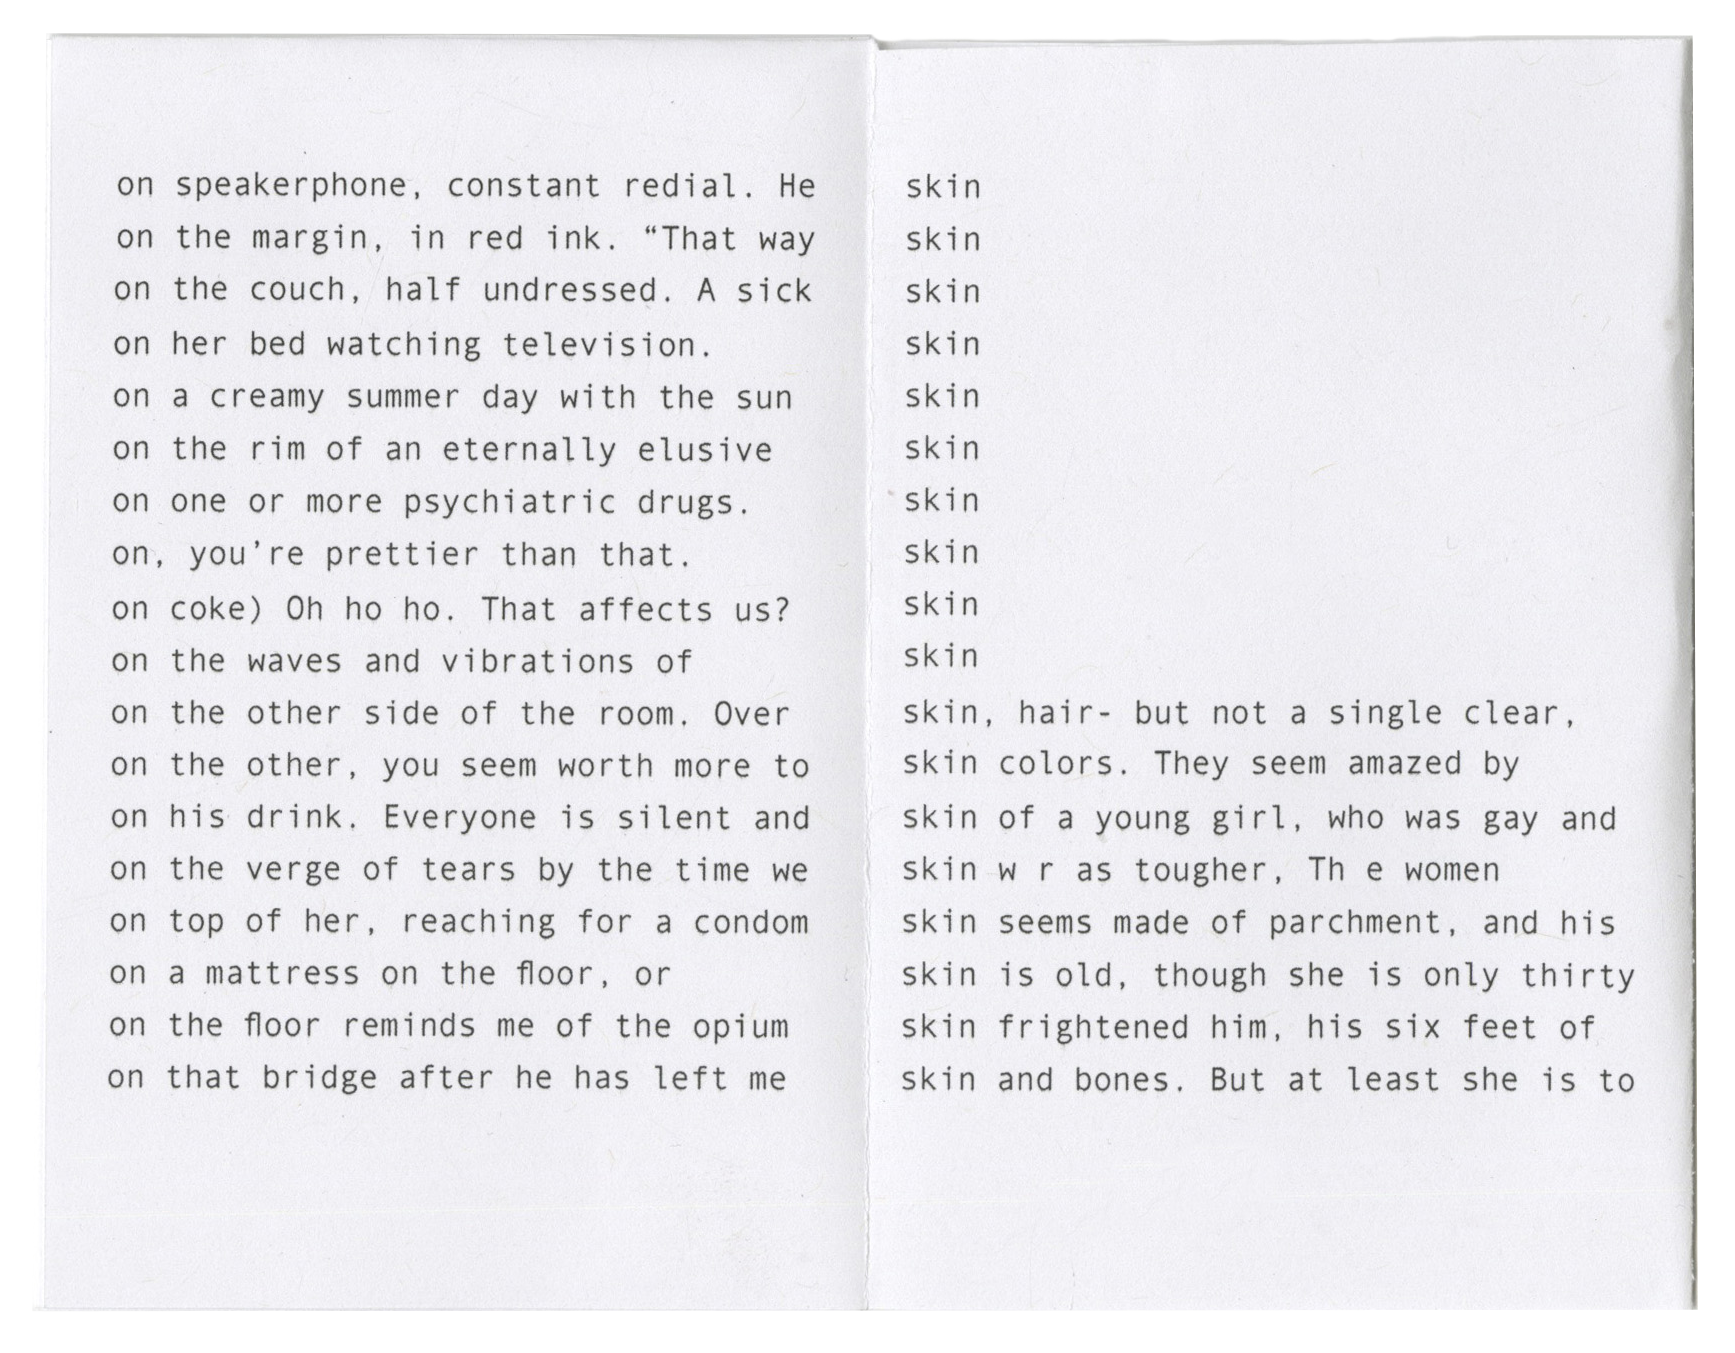 on speakerphone, constant redial. He
on the margin, in red ink. “That way
on the couch, half undressed. A sick
on her bed watching television.
on a creamy summer day with the sun
on the rim of an eternally elusive
on one or more psychiatric drugs.
on, you’re prettier than that.
on coke) Oh ho ho. That affects us?
on the waves and vibrations of
on the other side of the room. Over
on the other, you seem worth more to
on his drink. Everyone is silent and
on the verge of tears by the time we
on top of her, reaching for a condom
on a mattress on the floor, or
on the floor reminds me of the opium
on that bridge after he has left me
skin
skin
skin
skin
skin
skin
skin
skin
skin
skin
skin, hair- but not a single clear,
skin colors. They seem amazed by
skin of a young girl, who was gay and
skin w r as tougher, Th e women
skin seems made of parchment, and his
skin is old, though she is only thirty
skin frightened him, his six feet of
skin and bones. But at least she is to